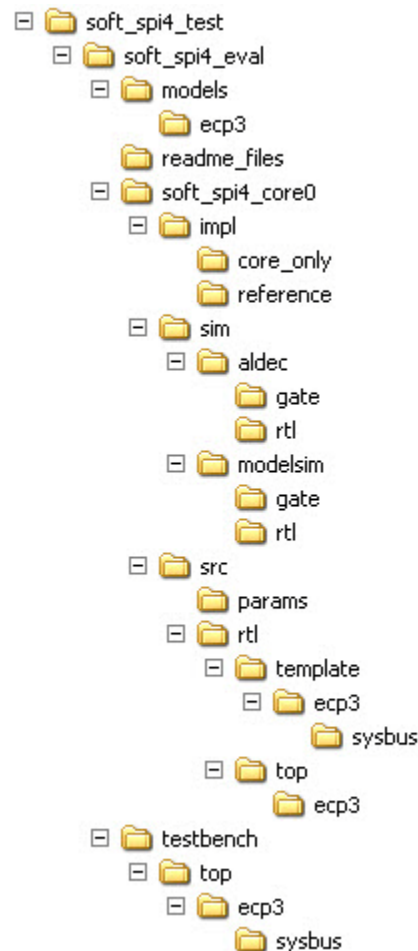 soft_spi4_test
soft_spi4_eval
models
ecp3
readme_files
soft_spi4_core0
impl
core_only
reference
sim
aldec
gate
rtl
modelsim
gate
rtl
src
params
rtl
template
ecp3
sysbus
top
ecp3
testbench
top
ecp3
sysbus